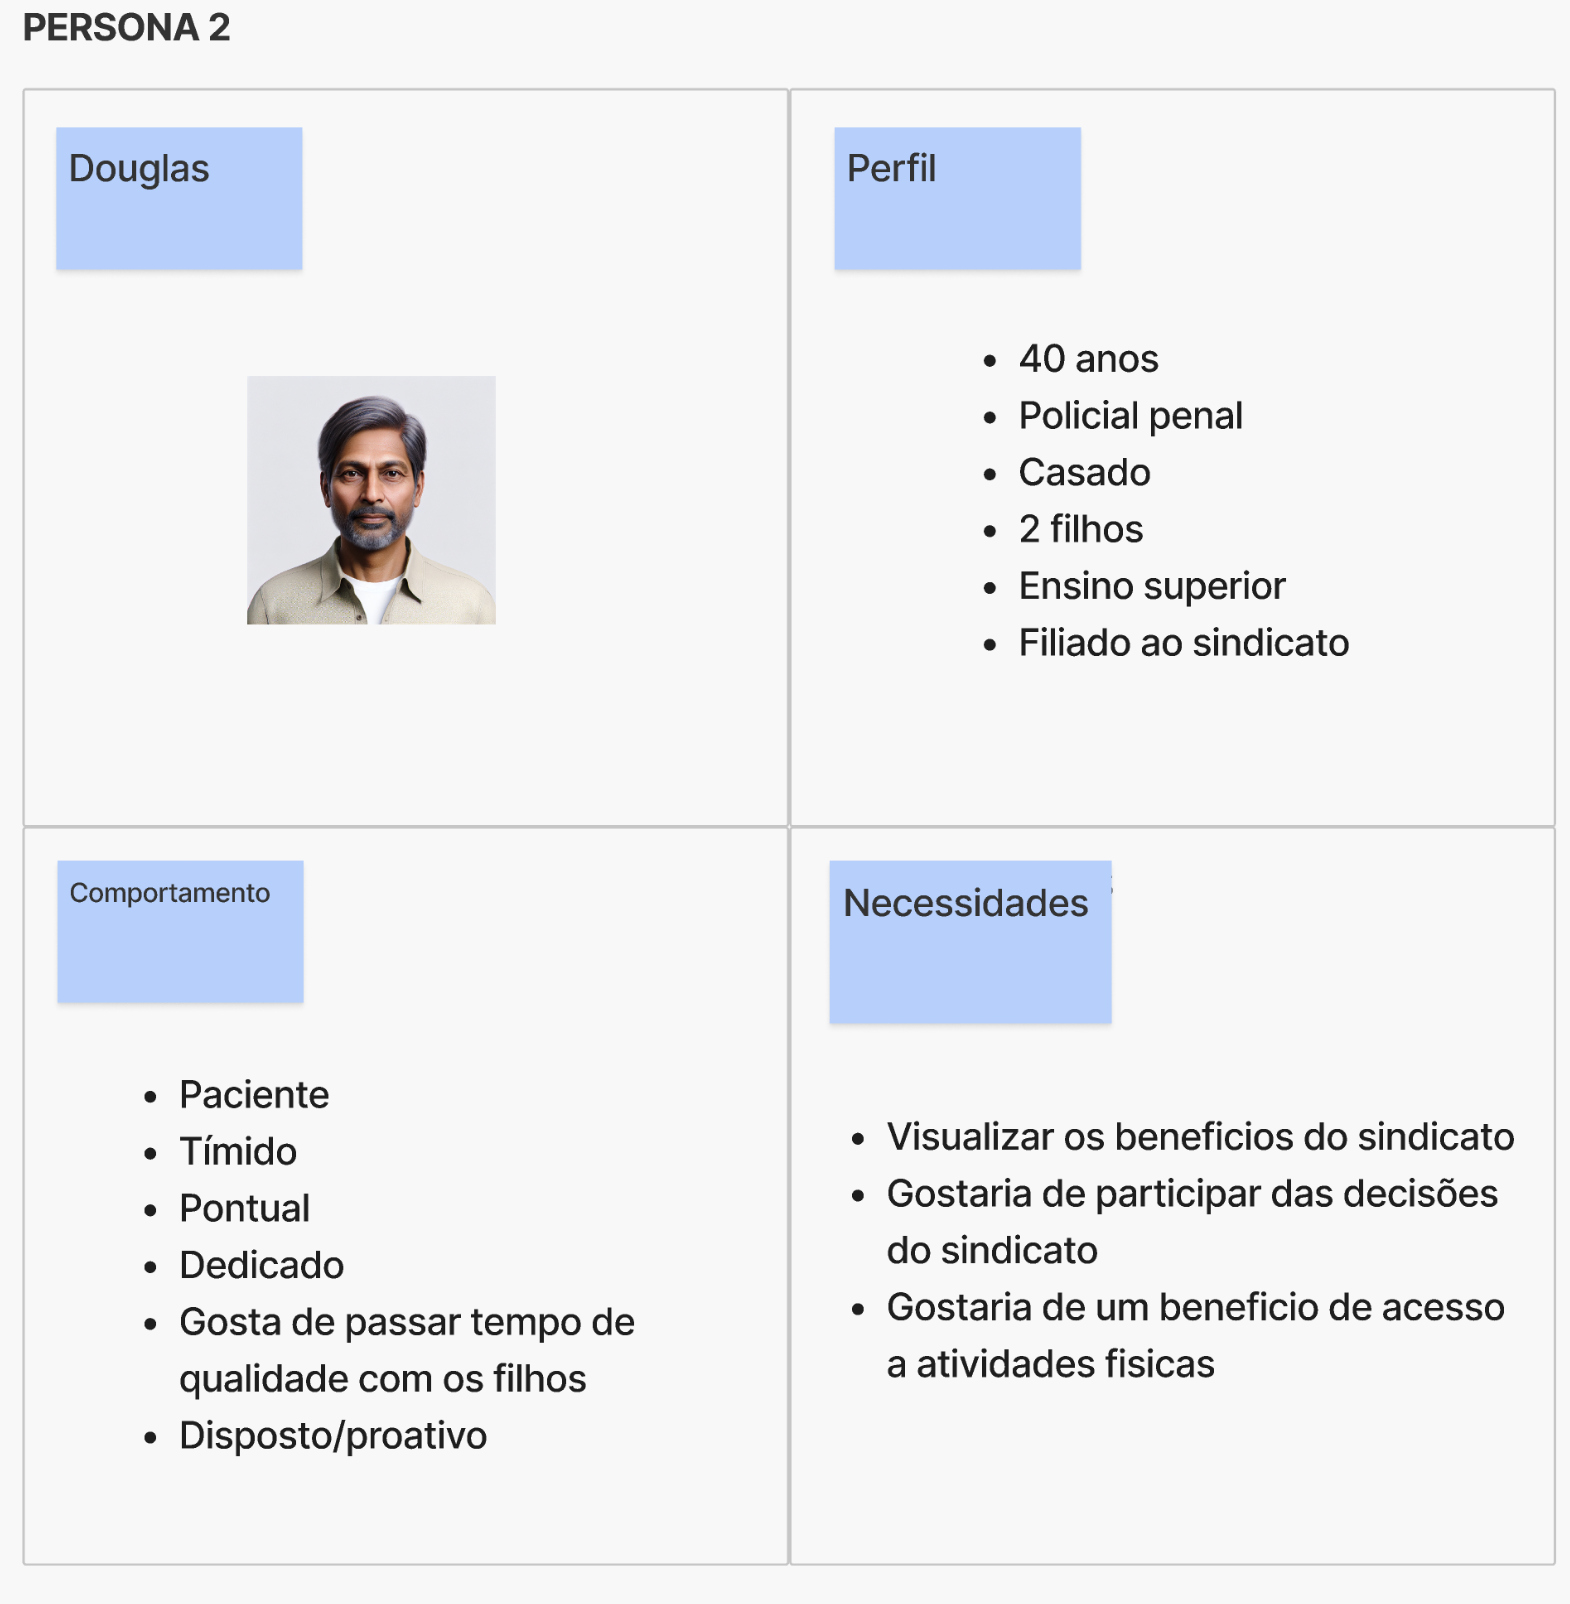 PERSONA 2
Douglas
Perfil
• 40 anos
• Policial penal
• Casado
• 2 filhos
• Ensino superior
• Filiado ao sindicato
Comportamento
• Paciente
• Tímido
• Pontual
• Dedicado
• Gosta de passar tempo de
qualidade com os filhos
• Disposto/proativo
Necessidades
• Visualizar os beneficios do sindicato
• Gostaria de participar das decisões
do sindicato
• Gostaria de um beneficio de acesso
a atividades fisicas